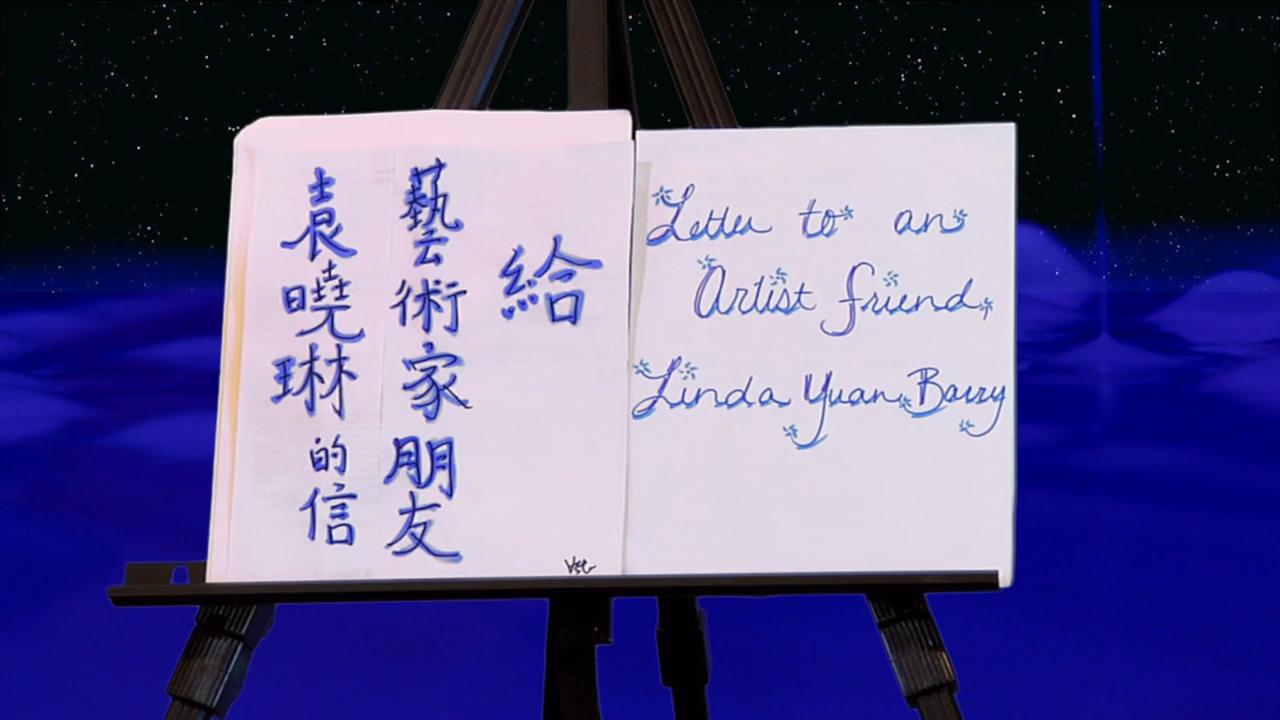 給
藝術家朋友
袁曉琳的信
Letter to an
Artist friend,
Linda Yuan Barry